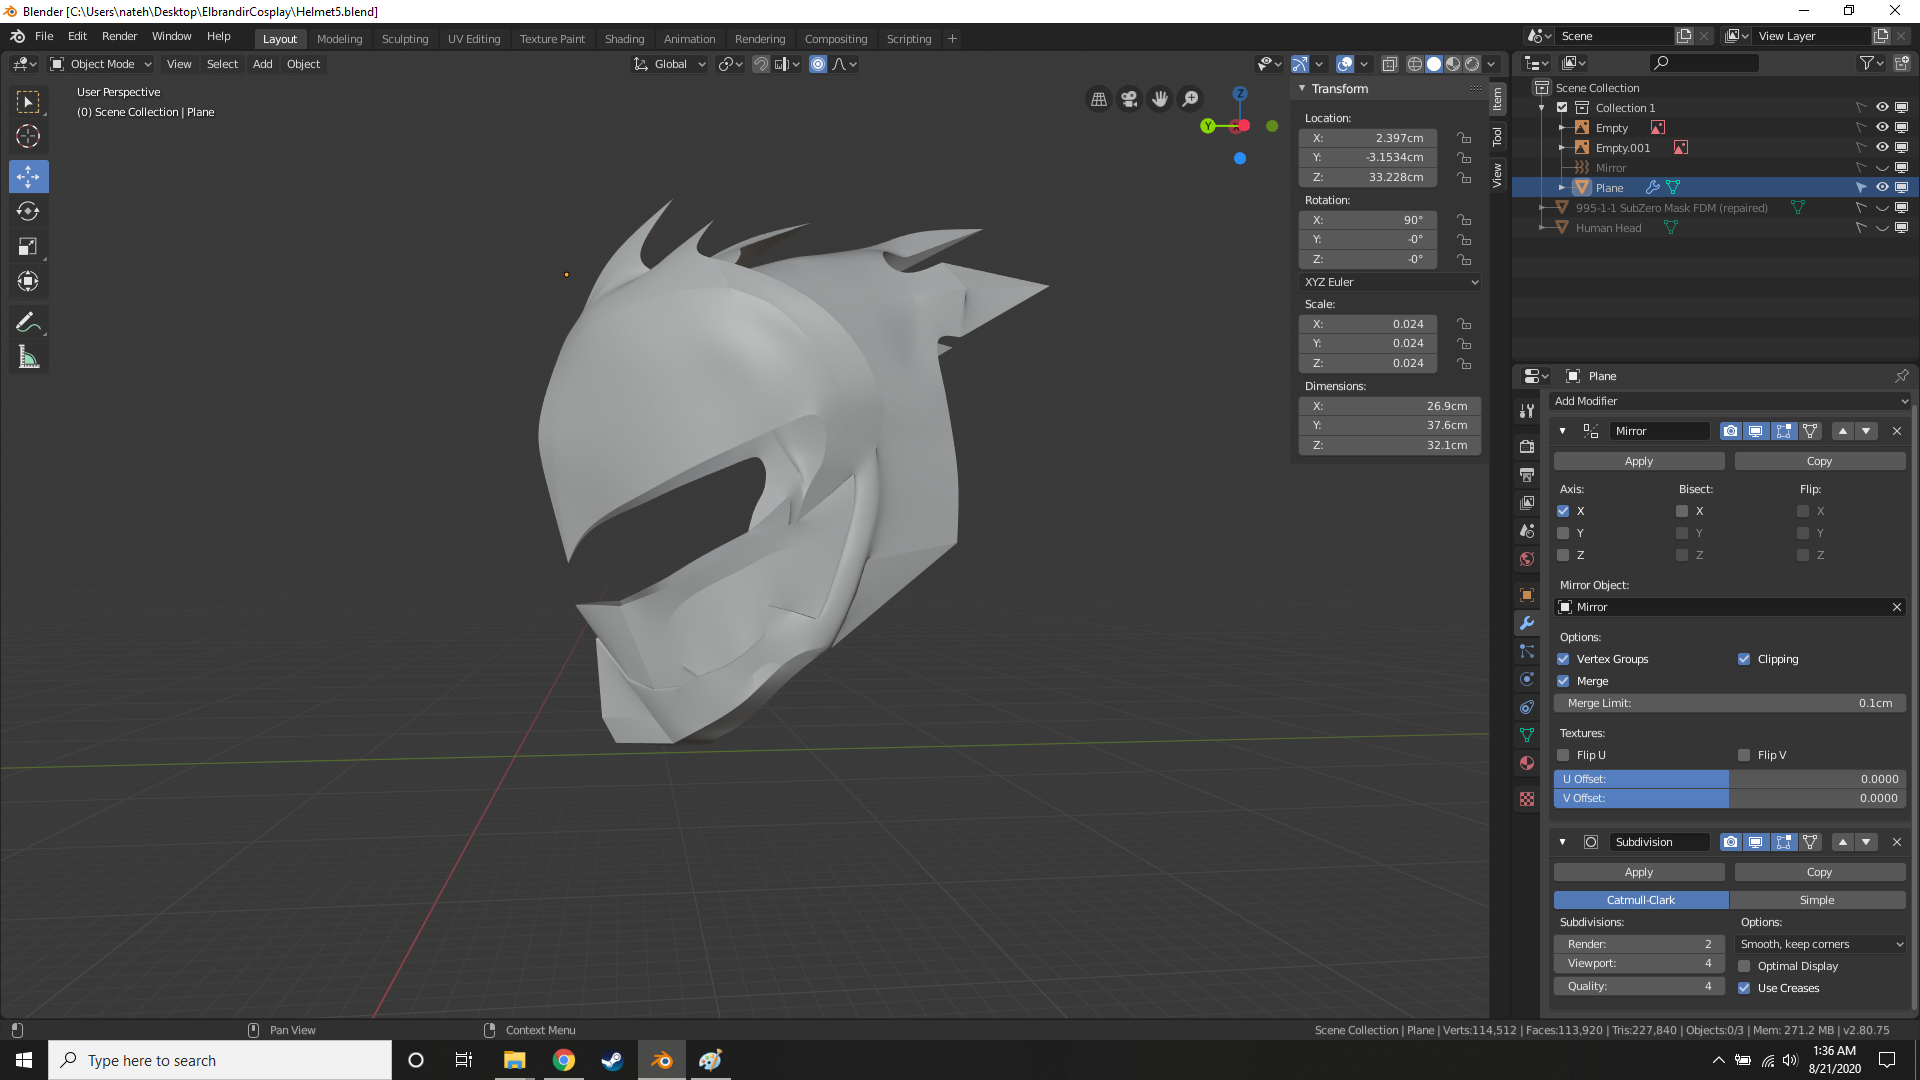 Blender [C:\Users\nateh\Desktop\ElbrandirCosplay\Helmet5.blend]
File Edit Render Window Help Layout Modeling Sculpting UV Editing Texture Paint Shading Animation Rendering Compositing Scripting + Scene View Layer
Object Mode View Select Add Object Global
User Perspective
(0) Scene Collection | Plane
Z
Y
Transform
Location:
X: 2.397cm
Y: -3.1534cm
Z: 33.228cm
Rotation:
X: 90°
Y: -0°
Z: -0°
XYZ Euler
Scale:
X: 0.024
Y: 0.024
Z: 0.024
Dimensions:
X: 26.9cm
Y: 37.6cm
Z: 32.1cm
Item
Tool
View
Scene Collection
Collection 1
Empty
Empty.001
Mirror
Plane
995-1-1 SubZero Mask FDM (repaired)
Human Head
Plane
Add Modifier
Mirror
Apply Copy
Axis: Bisect: Flip:
X X X
Y Y Y
Z Z Z
Mirror Object:
Mirror
Options:
Vertex Groups Clipping
Merge
Merge Limit: 0.1cm
Textures:
Flip U Flip V
U Offset: 0.0000
V Offset: 0.0000
Subdivision
Apply Copy
Catmull-Clark Simple
Subdivisions: Options:
Render: 2 Smooth, keep corners
Viewport: 4 Optimal Display
Quality: 4 Use Creases
Pan View Context Menu Scene Collection | Plane | Verts:114,512 | Faces:113,920 | Tris:227,840 | Objects:0/3 | Mem: 271.2 MB | v2.80.75
Type here to search
1:36 AM
8/21/2020